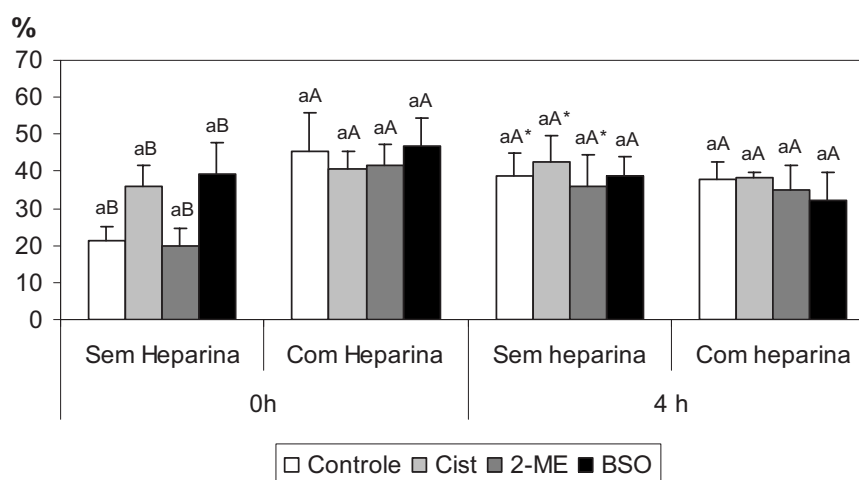 %
70
60
50
40
30
20
10
0
aB aB aB aB
aA aA aA aA
aA* aA* aA* aA
aA aA aA aA
Sem Heparina Com Heparina Sem heparina Com heparina
0h 4 h
Controle Cist 2-ME BSO